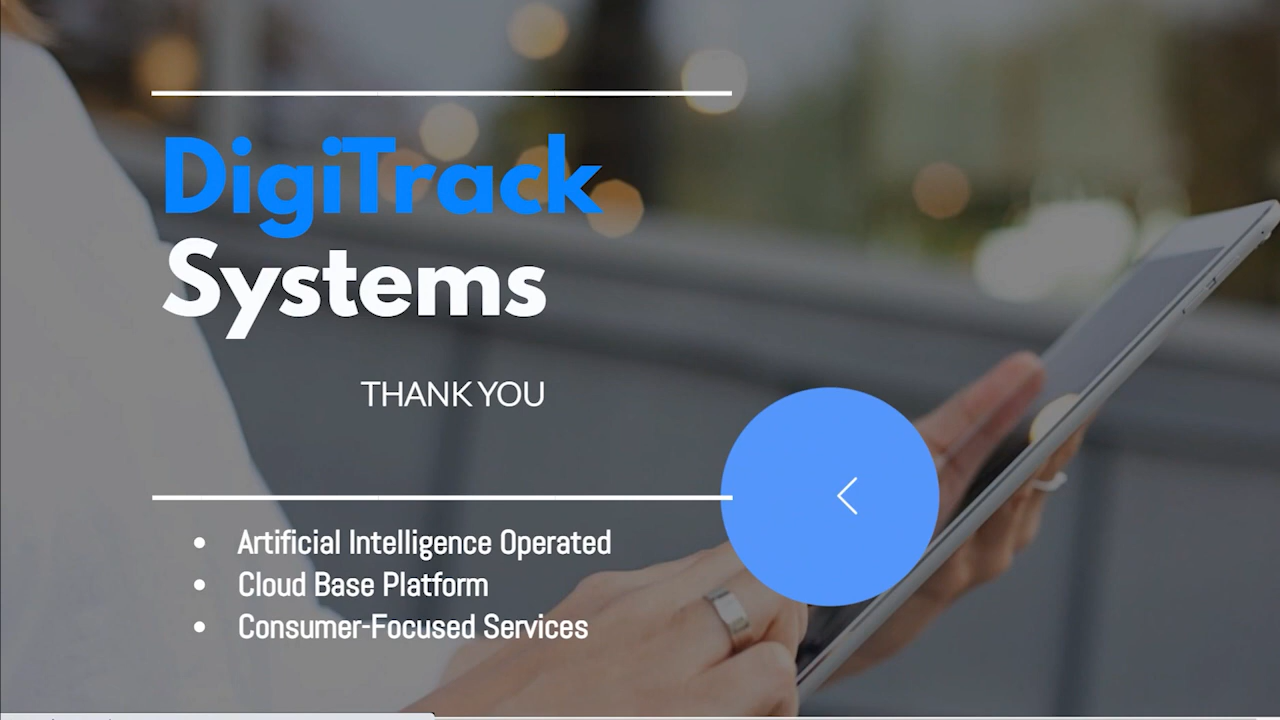 DigiTrack
Systems
THANK YOU
• Artificial Intelligence Operated
• Cloud Base Platform
• Consumer-Focused Services